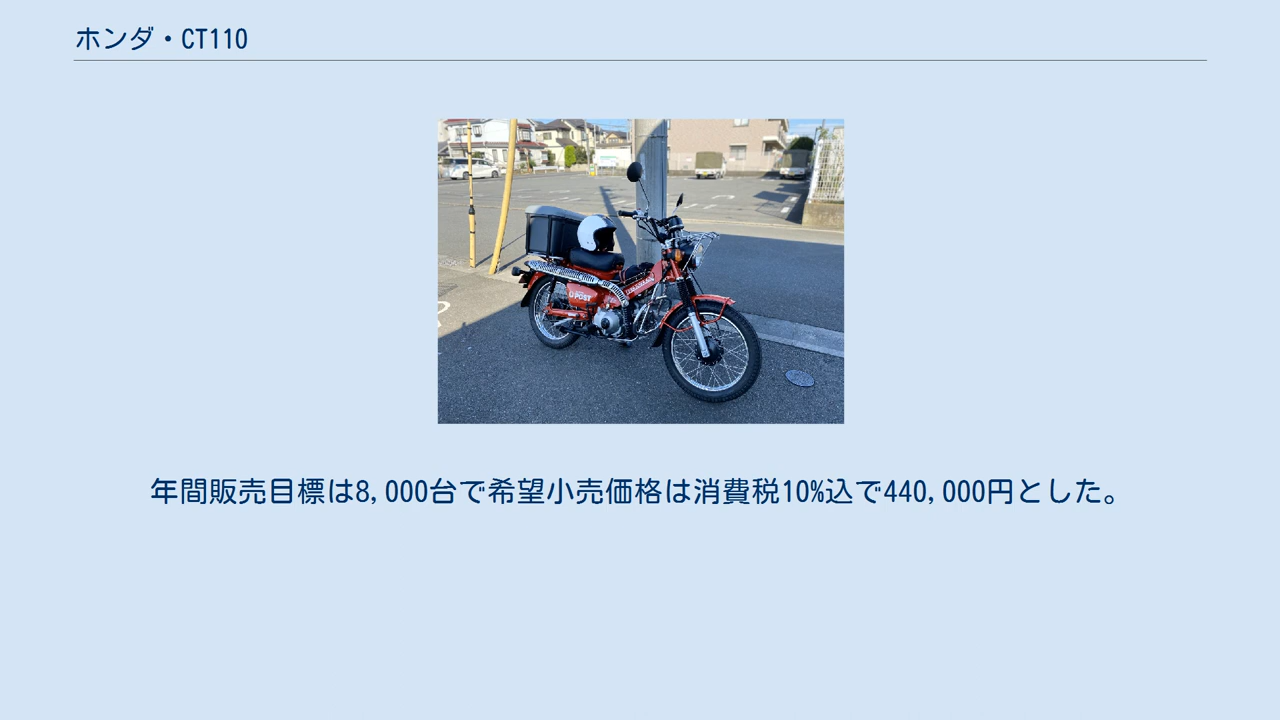 ホンダ・CT110
POST
年間販売目標は8,000台で希望小売価格は消費税10%込で440,000円とした。